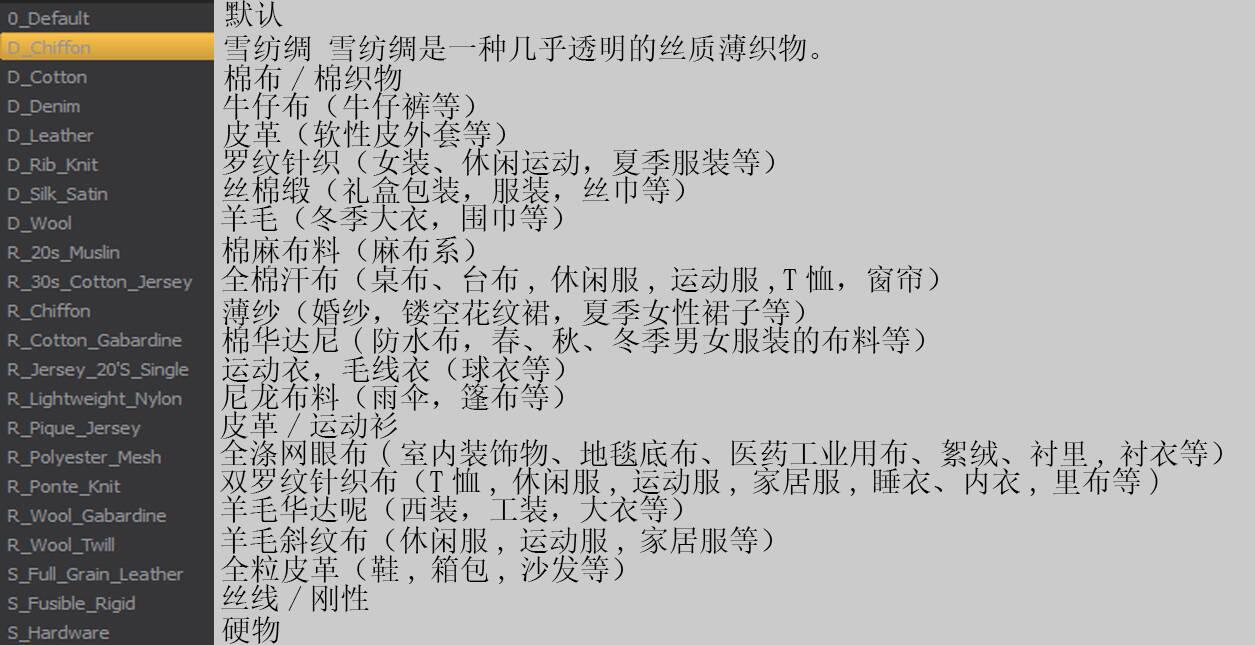 0_Default 默认
D_Chiffon 雪纺绸 雪纺绸是一种几乎透明的丝质薄织物。
D_Cotton 棉布 / 棉织物
D_Denim 牛仔布（牛仔裤等）
D_Leather 皮革（软性皮外套等）
D_Rib_Knit 罗纹针织（女装、休闲运动，夏季服装等）
D_Silk_Satin 丝棉缎（礼盒包装，服装，丝巾等）
D_Wool 羊毛（冬季大衣，围巾等）
R_20s_Muslin 棉麻布料（麻布系）
R_30s_Cotton_Jersey 全棉汗布（桌布、台布 , 休闲服 , 运动服 ,T 恤，窗帘）
R_Chiffon 薄纱（婚纱，镂空花纹裙，夏季女性裙子等）
R_Cotton_Gabardine 棉华达尼 ( 防水布，春、秋、冬季男女服装的布料等）
R_Jersey_20'S_Single 运动衣，毛线衣（球衣等）
R_Lightweight_Nylon 尼龙布料（雨伞，篷布等）
R_Pique_Jersey 皮革 / 运动衫
R_Polyester_Mesh 全涤网眼布 ( 室内装饰物、地毯底布、医药工业用布、絮绒、衬里 , 衬衣等）
R_Ponte_Knit 双罗纹针织布（T 恤 , 休闲服 , 运动服 , 家居服 , 睡衣、内衣 , 里布等 )
R_Wool_Gabardine 羊毛华达呢（西装，工装，大衣等）
R_Wool_Twill 羊毛斜纹布（休闲服 , 运动服 , 家居服等）
S_Full_Grain_Leather 全粒皮革（鞋 , 箱包 , 沙发等）
S_Fusible_Rigid 丝线 / 刚性
S_Hardware 硬物